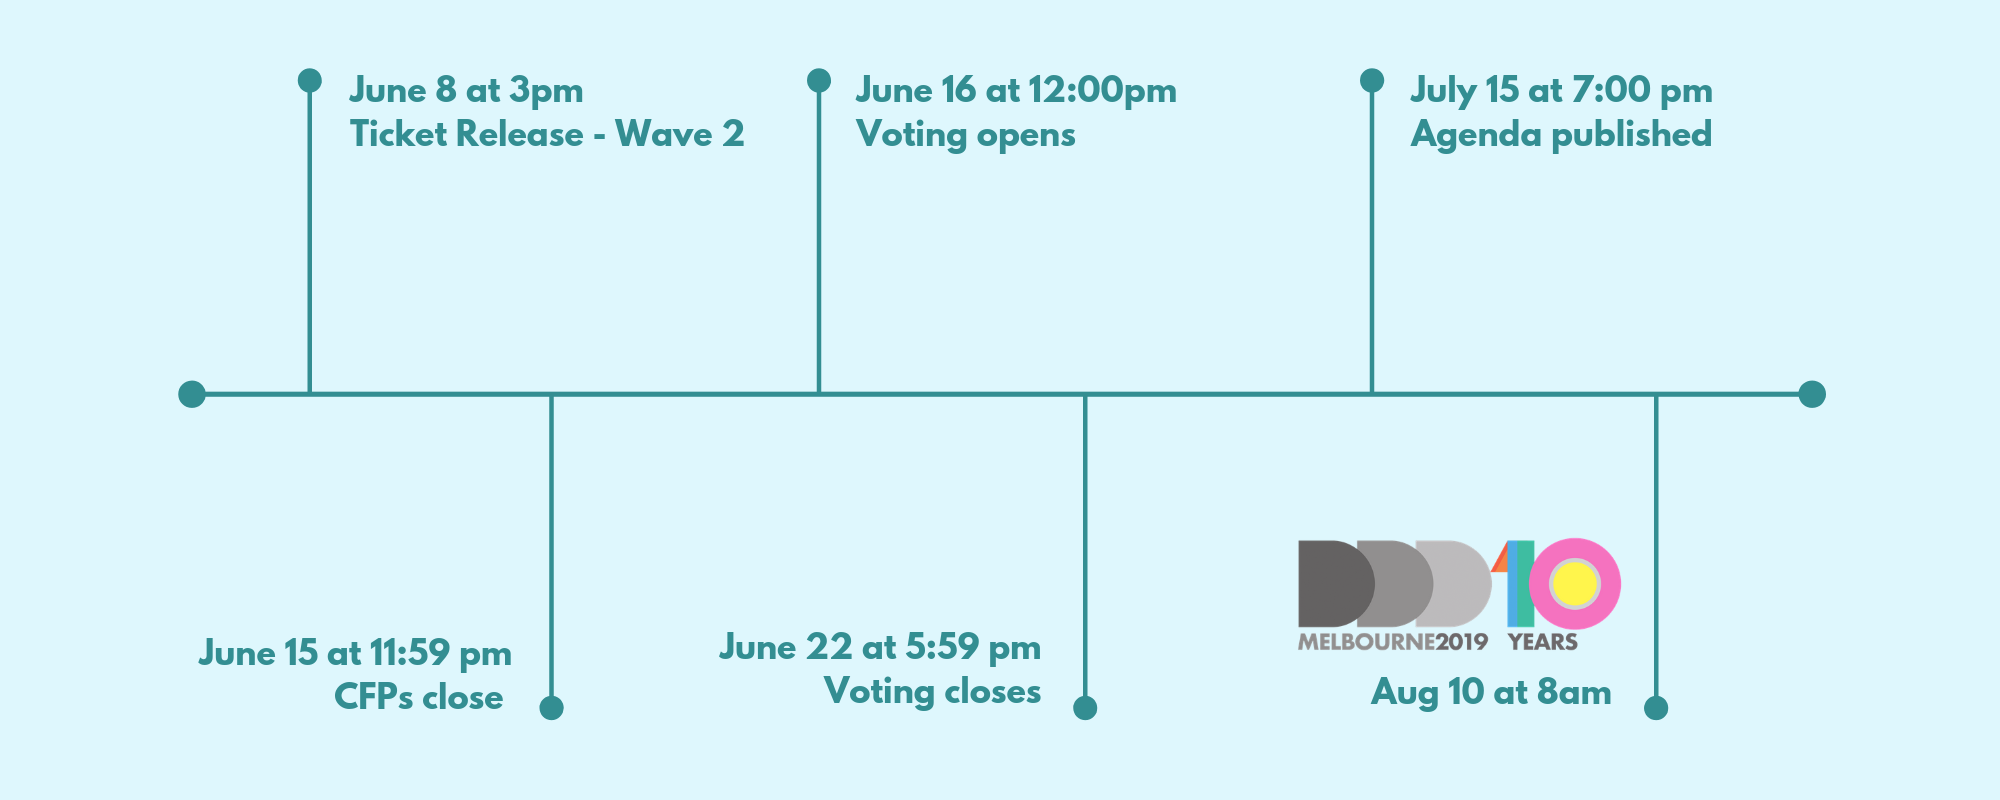 June 8 at 3pm
Ticket Release - Wave 2
June 16 at 12:00pm
Voting opens
July 15 at 7:00 pm
Agenda published
June 15 at 11:59 pm
CFPs close
June 22 at 5:59 pm
Voting closes
DDD10
MELBOURNE2019 YEARS
Aug 10 at 8am